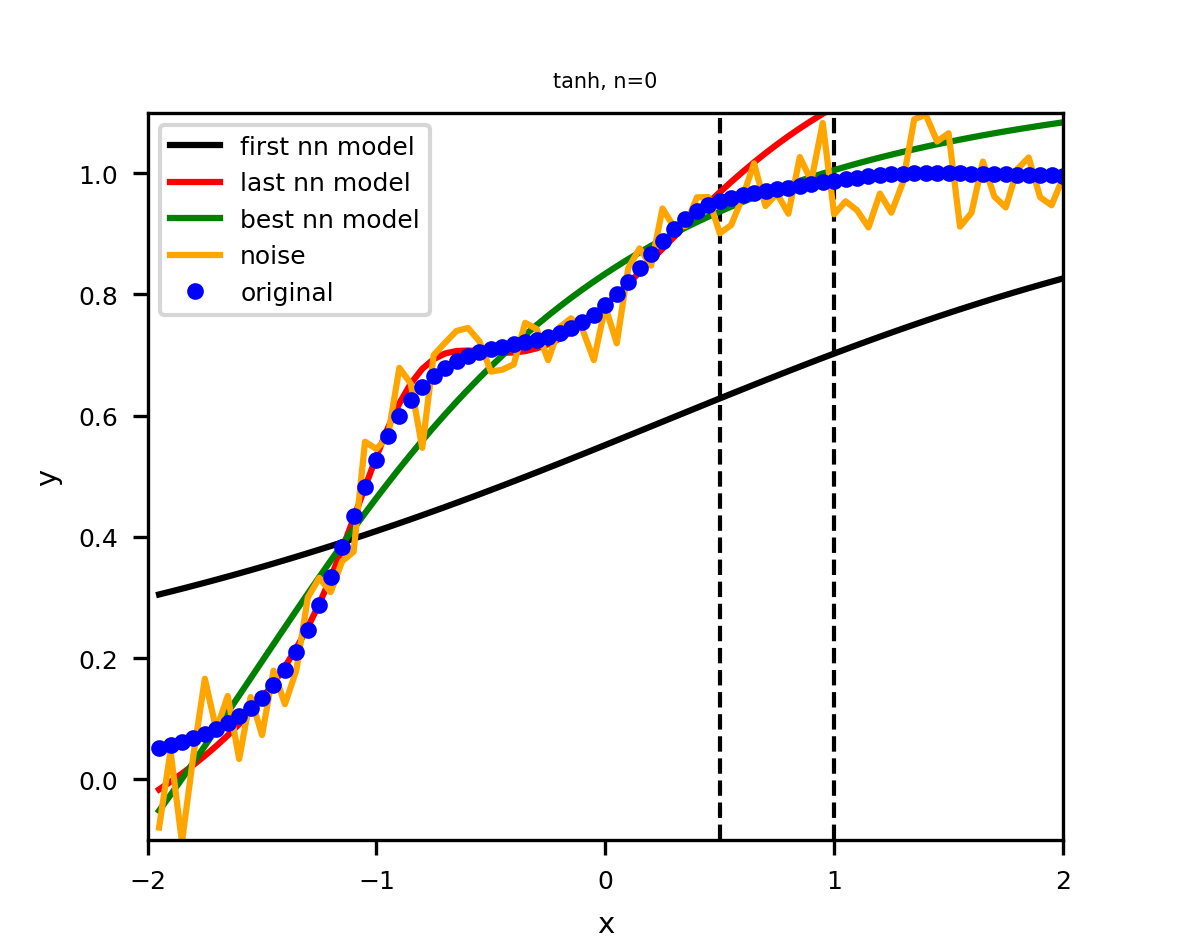 tanh, n=0
first nn model
last nn model
best nn model
noise
original
1.0
0.8
0.6
0.4
0.2
0.0
y
−2
−1
0
1
2
x